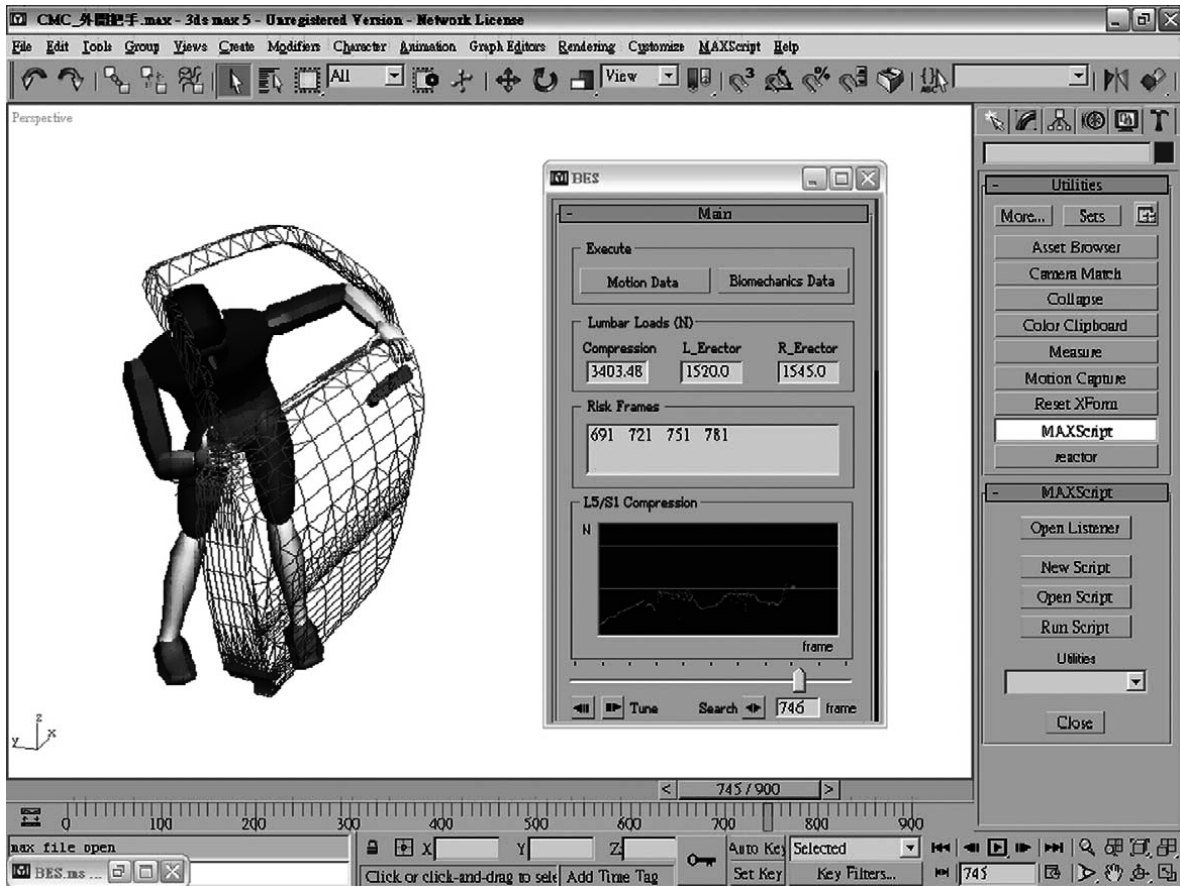 CMC_外開把手.max - 3ds max 5 - Unregistered Version - Network License
File Edit Tools Group Views Create Modifiers Character Animation Graph Editors Rendering Customize MAXScript Help
All View ABC
Perspective
BES
- Main
Execute
Motion Data Biomechanics Data
Lumbar Loads (N)
Compression L_Erector R_Erector
3403.48 1520.0 1545.0
Risk Frames
691 721 751 781
L5/S1 Compression
N
frame
Tune Search 746 frame
- Utilities
More... Sets
Asset Browser
Camera Match
Collapse
Color Clipboard
Measure
Motion Capture
Reset XForm
MAXScript
reactor
- MAXScript
Open Listener
New Script
Open Script
Run Script
Utilities
Close
z
y x
< 745 / 900 >
0 100 200 300 400 500 600 700 800 900
max file open X Y Z Auto Key Selected
BES.ms ... Click or click-and-drag to sele Add Time Tag Set Key Key Filters... 745